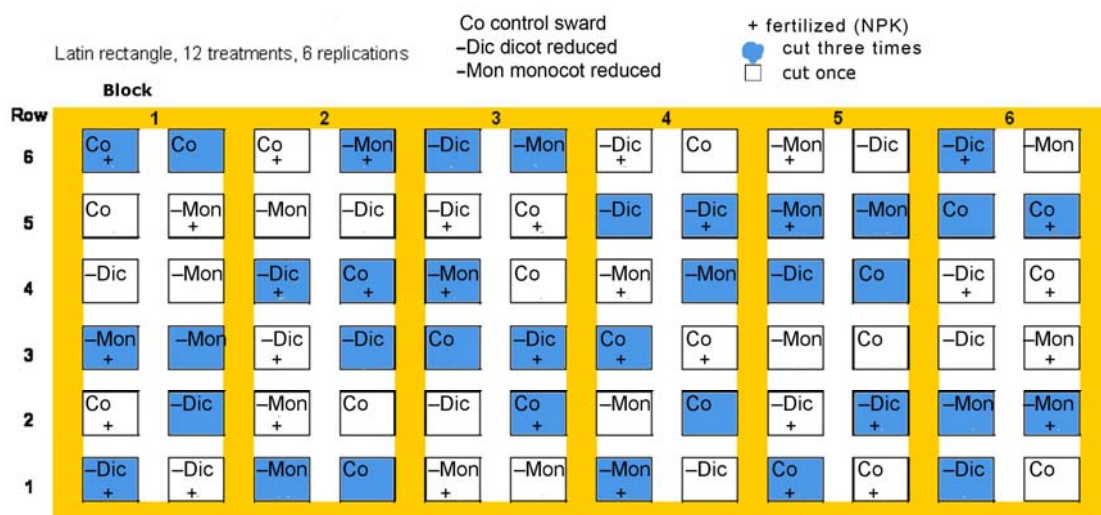 Latin rectangle, 12 treatments, 6 replications
Co control sward
–Dic dicot reduced
–Mon monocot reduced
+ fertilized (NPK)
cut three times
cut once
Block
Row 1 2 3 4 5 6
6 Co + Co Co + –Mon + –Dic –Mon –Dic + Co –Mon + –Dic –Dic + –Mon
5 Co –Mon + –Mon –Dic –Dic + Co + –Dic –Dic + –Mon + –Mon Co Co +
4 –Dic –Mon –Dic + Co + –Mon + Co –Mon + –Mon –Dic Co –Dic + Co +
3 –Mon + –Mon –Dic + –Dic Co –Dic + Co + Co + –Mon Co –Dic –Mon +
2 Co + –Dic –Mon + Co –Dic Co + –Mon Co –Dic + –Dic + –Mon –Mon +
1 –Dic + –Dic + –Mon Co –Mon + –Mon –Mon + –Dic Co + Co + –Dic Co